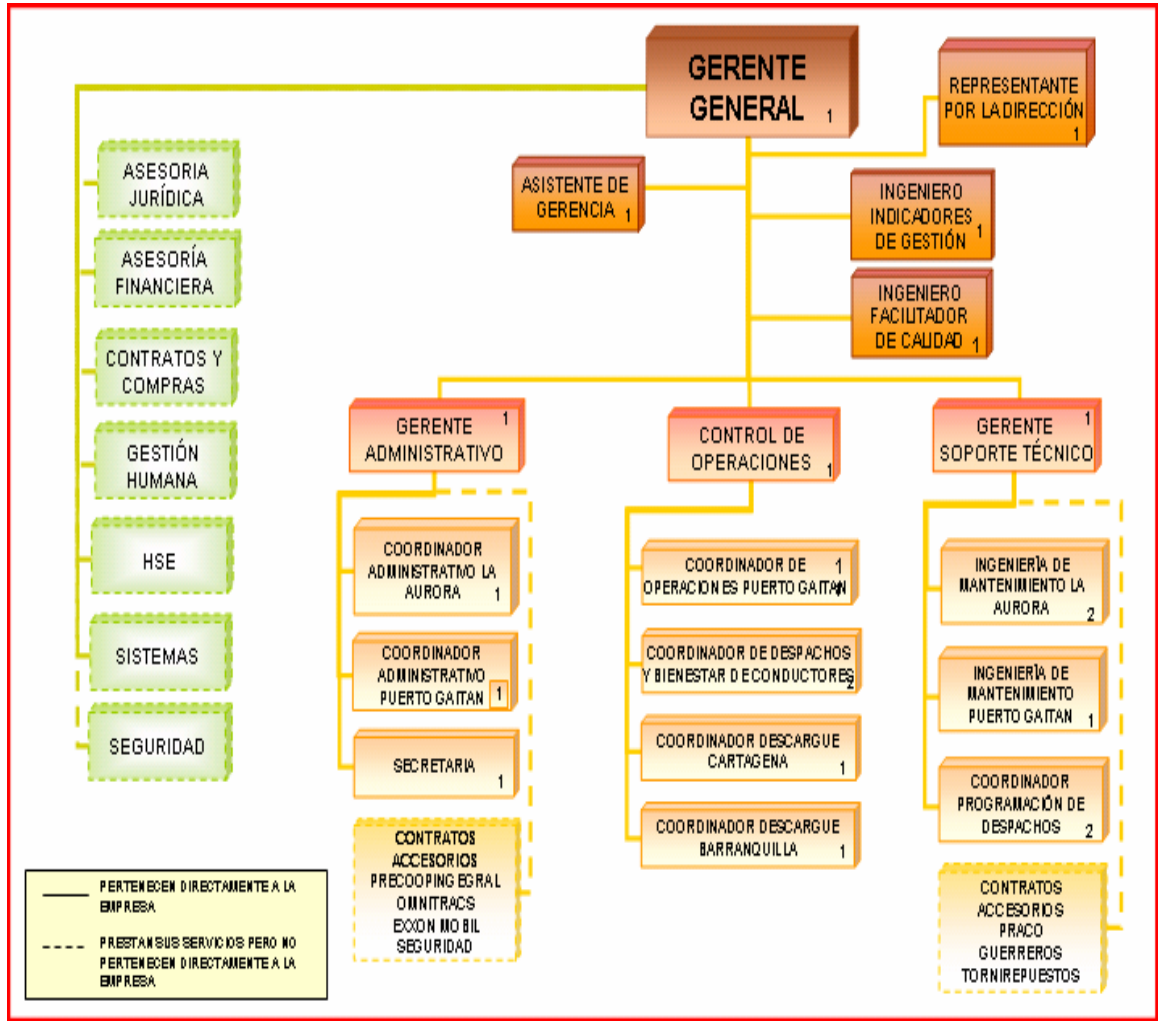 GERENTE
GENERAL 1
REPRESENTANTE
POR LA DIRECCIÓN
1
ASISTENTE DE
GERENCIA 1
INGENIERO
INDICADORES 1
DE GESTIÓN
INGENIERO
FACILITADOR
DE CALIDAD 1
ASESORIA
JURÍDICA
ASESORÍA
FINANCIERA
CONTRATOS Y
COMPRAS
GESTIÓN
HUMANA
HSE
SISTEMAS
SEGURIDAD
GERENTE 1
ADMINISTRATIVO
CONTROL DE
OPERACIONES 1
GERENTE 1
SOPORTE TÉCNICO
COORDINADOR
ADMINISTRATIVO LA
AURORA 1
COORDINADOR
ADMINISTRATIVO
PUERTO GAITAN 1
SECRETARIA
1
CONTRATOS
ACCESORIOS
PRECOOPINGEGRAL
OMNITRACS
EXXON MOBIL
SEGURIDAD
COORDINADOR DE 1
OPERACIONES PUERTO GAITAN
COORDINADOR DE DESPACHOS
Y BIENESTAR DE CONDUCTORES 2
COORDINADOR DESCARGUE
CARTAGENA 1
COORDINADOR DESCARGUE
BARRANQUILLA 1
INGENIERÍA DE
MANTENIMIENTO LA
AURORA 2
INGENIERÍA DE
MANTENIMIENTO
PUERTO GAITAN 1
COORDINADOR
PROGRAMACIÓN DE
DESPACHOS 2
CONTRATOS
ACCESORIOS
PRACO
GUERREROS
TORNIREPUESTOS
PERTENECEN DIRECTAMENTE A LA
EMPRESA
PRESTAN SUS SERVICIOS PERO NO
PERTENECEN DIRECTAMENTE A LA
EMPRESA